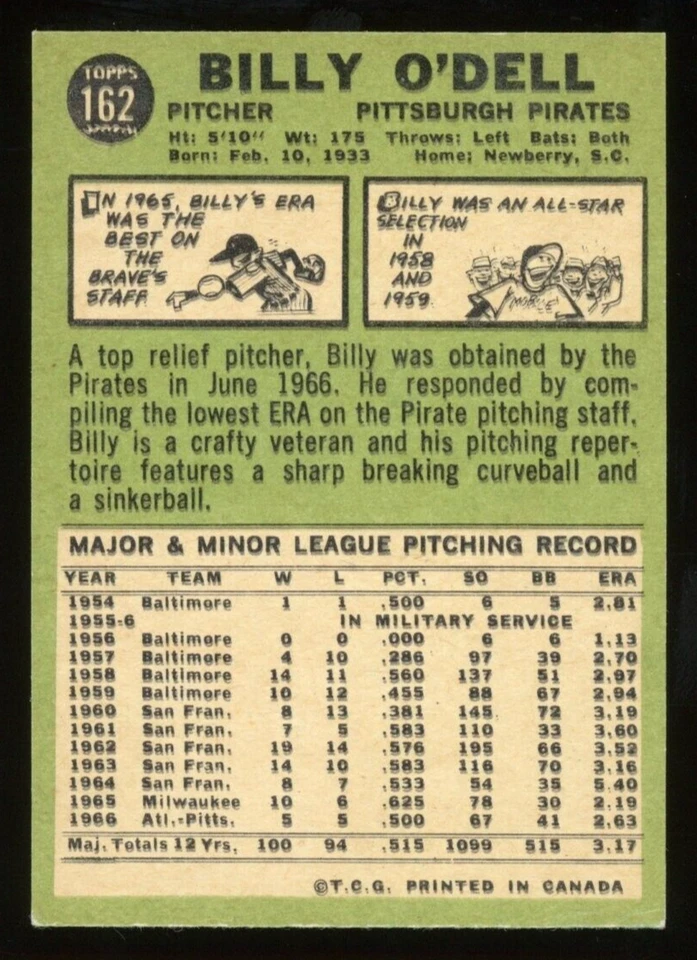 TOPPS
162
BILLY O'DELL
PITCHER PITTSBURGH PIRATES
Ht: 5'10" Wt: 175 Throws: Left Bats: Both
Born: Feb. 10, 1933 Home: Newberry, S.C.
IN 1965, BILLY'S ERA
WAS THE
BEST ON
THE
BRAVE'S
STAFF
BILLY WAS AN ALL-STAR
SELECTION
IN
1958
AND
1959
A top relief pitcher, Billy was obtained by the
Pirates in June 1966. He responded by com-
piling the lowest ERA on the Pirate pitching staff.
Billy is a crafty veteran and his pitching reper-
toire features a sharp breaking curveball and
a sinkerball.
MAJOR & MINOR LEAGUE PITCHING RECORD
YEAR TEAM W L PCT. SO BB ERA
1954 Baltimore 1 1 .500 6 5 2.81
1955-6 IN MILITARY SERVICE
1956 Baltimore 0 0 .000 6 6 1.13
1957 Baltimore 4 10 .286 97 39 2.70
1958 Baltimore 14 11 .560 137 51 2.97
1959 Baltimore 10 12 .455 88 67 2.94
1960 San Fran. 8 13 .381 145 72 3.19
1961 San Fran. 7 5 .583 110 33 3.60
1962 San Fran. 19 14 .576 195 66 3.52
1963 San Fran. 14 10 .583 116 70 3.16
1964 San Fran. 8 7 .533 54 35 5.40
1965 Milwaukee 10 6 .625 78 30 2.19
1966 Atl.-Pitts. 5 5 .500 67 41 2.63
Maj. Totals 12 Yrs. 100 94 .515 1099 515 3.17
©T.C.G. PRINTED IN CANADA